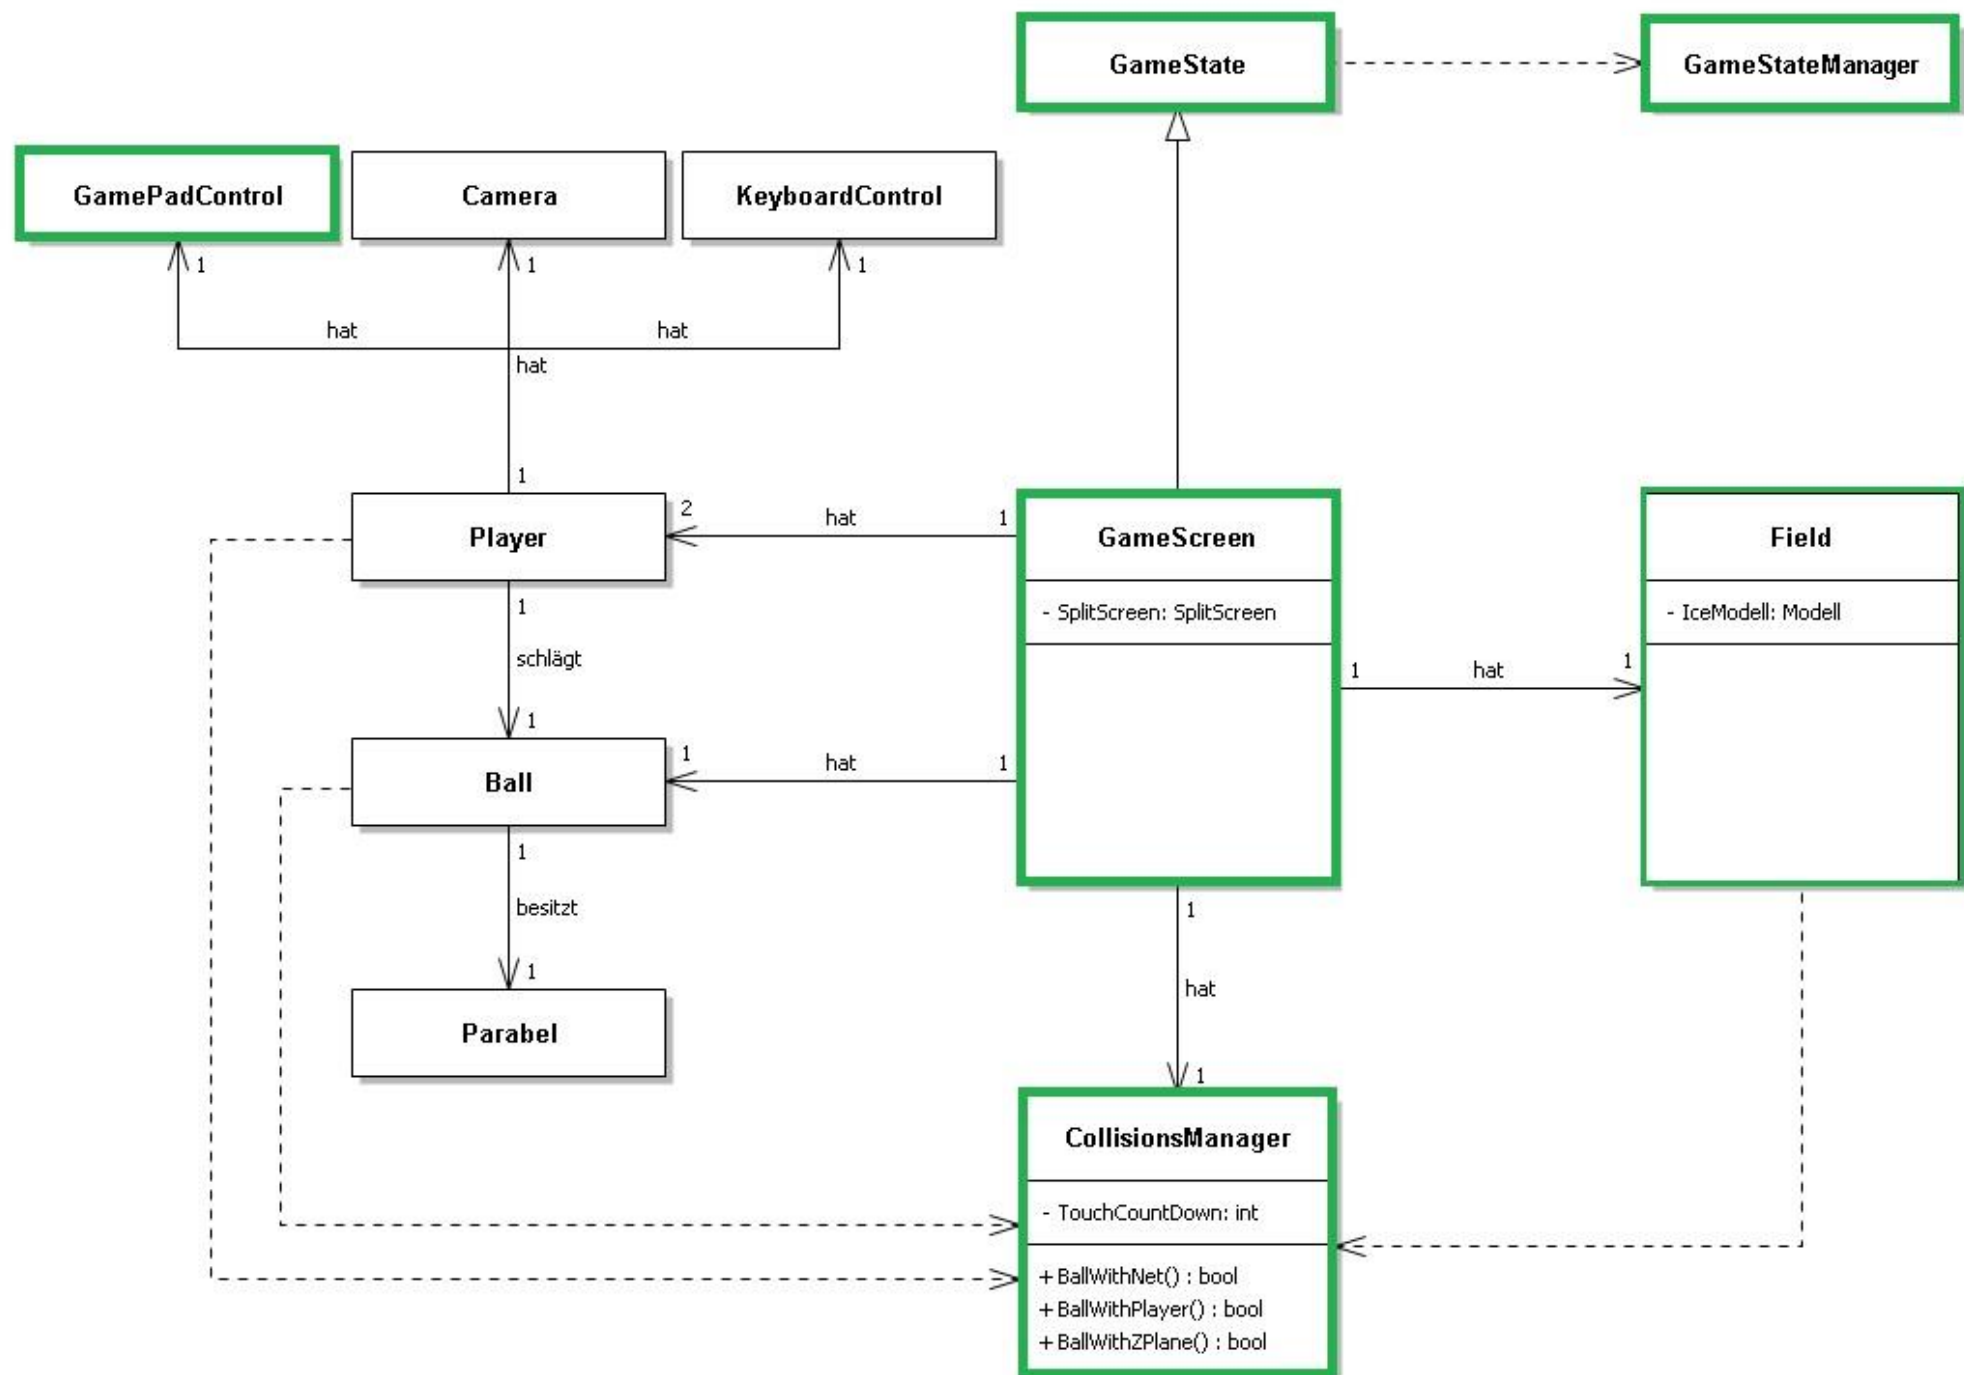 GameState
GameStateManager
GamePadControl
Camera
KeyboardControl
1
1
1
hat
hat
hat
1
Player
2
hat
1
GameScreen
- SplitScreen: SplitScreen
Field
- IceModell: Modell
1
schlägt
1
1
hat
1
Ball
1
hat
1
1
besitzt
1
Parabel
1
hat
1
CollisionsManager
- TouchCountDown: int
+ BallWithNet() : bool
+ BallWithPlayer() : bool
+ BallWithZPlane() : bool